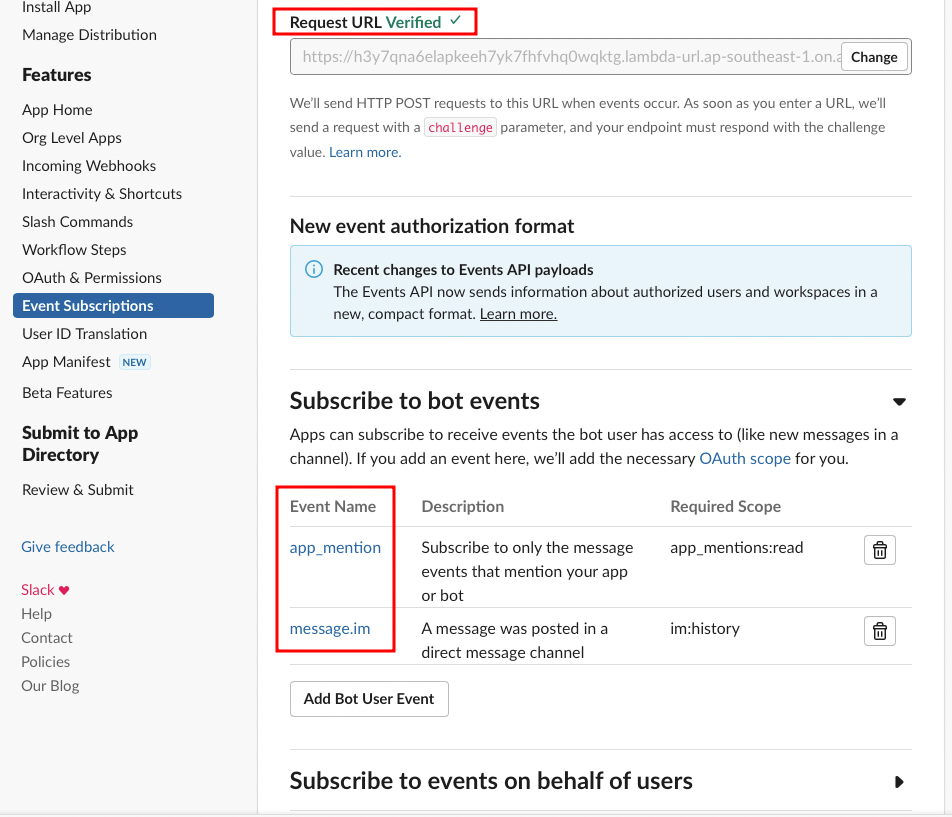 Install App
Manage Distribution
Features
App Home
Org Level Apps
Incoming Webhooks
Interactivity & Shortcuts
Slash Commands
Workflow Steps
OAuth & Permissions
Event Subscriptions
User ID Translation
App Manifest NEW
Beta Features
Submit to App
Directory
Review & Submit
Give feedback
Slack ♥
Help
Contact
Policies
Our Blog
Request URL Verified ✓
https://h3y7qna6elapkeeh7yk7fhfvhq0wqktg.lambda-url.ap-southeast-1.on.a Change
We’ll send HTTP POST requests to this URL when events occur. As soon as you enter a URL, we’ll
send a request with a challenge parameter, and your endpoint must respond with the challenge
value. Learn more.
New event authorization format
Recent changes to Events API payloads
The Events API now sends information about authorized users and workspaces in a
new, compact format. Learn more.
Subscribe to bot events
Apps can subscribe to receive events the bot user has access to (like new messages in a
channel). If you add an event here, we’ll add the necessary OAuth scope for you.
Event Name Description Required Scope
app_mention Subscribe to only the message app_mentions:read
events that mention your app
or bot
message.im A message was posted in a im:history
direct message channel
Add Bot User Event
Subscribe to events on behalf of users